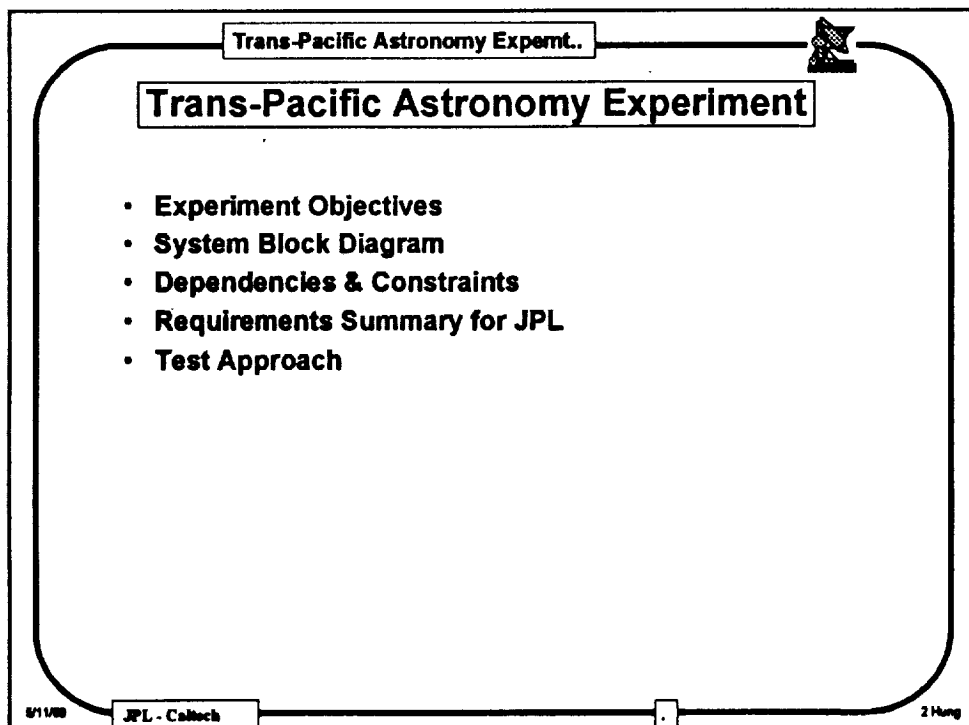 Trans-Pacific Astronomy Expemt..
Trans-Pacific Astronomy Experiment
• Experiment Objectives
• System Block Diagram
• Dependencies & Constraints
• Requirements Summary for JPL
• Test Approach
JPL - Caltech
.
2 Hung